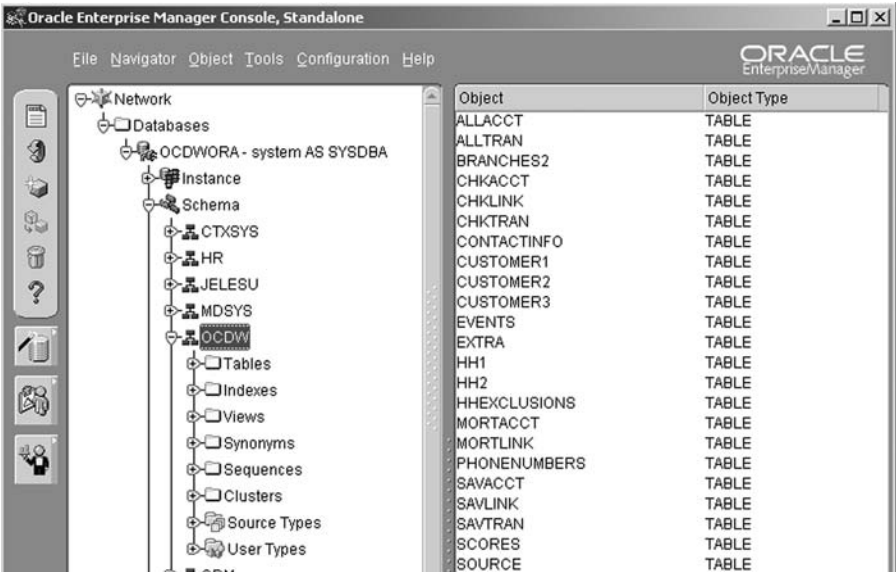 Oracle Enterprise Manager Console, Standalone
File Navigator Object Tools Configuration Help
ORACLE
EnterpriseManager
Network
Databases
OCDWORA - system AS SYSDBA
Instance
Schema
CTXSYS
HR
JELESU
MDSYS
OCDW
Tables
Indexes
Views
Synonyms
Sequences
Clusters
Source Types
User Types
Object Object Type
ALLACCT TABLE
ALLTRAN TABLE
BRANCHES2 TABLE
CHKACCT TABLE
CHKLINK TABLE
CHKTRAN TABLE
CONTACTINFO TABLE
CUSTOMER1 TABLE
CUSTOMER2 TABLE
CUSTOMER3 TABLE
EVENTS TABLE
EXTRA TABLE
HH1 TABLE
HH2 TABLE
HHEXCLUSIONS TABLE
MORTACCT TABLE
MORTLINK TABLE
PHONENUMBERS TABLE
SAVACCT TABLE
SAVLINK TABLE
SAVTRAN TABLE
SCORES TABLE
SOURCE TABLE